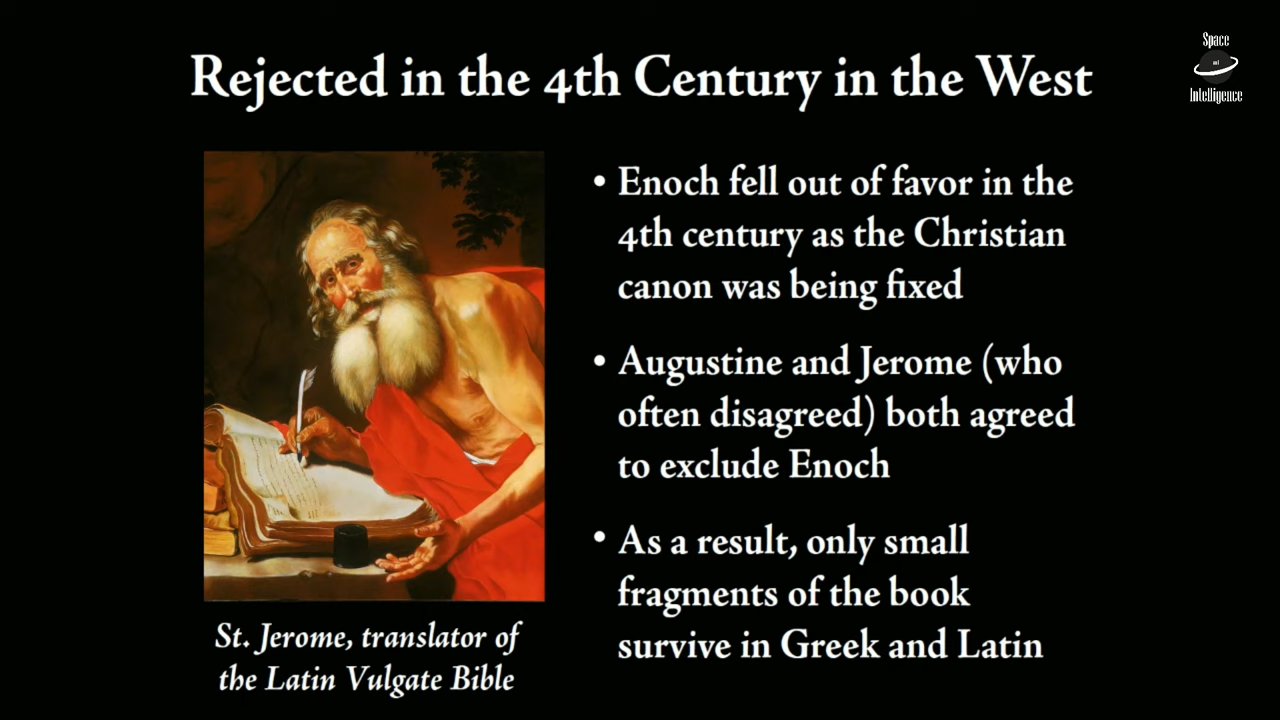 Rejected in the 4th Century in the West
Space
and
Intelligence
• Enoch fell out of favor in the
4th century as the Christian
canon was being fixed
• Augustine and Jerome (who
often disagreed) both agreed
to exclude Enoch
• As a result, only small
fragments of the book
survive in Greek and Latin
St. Jerome, translator of
the Latin Vulgate Bible